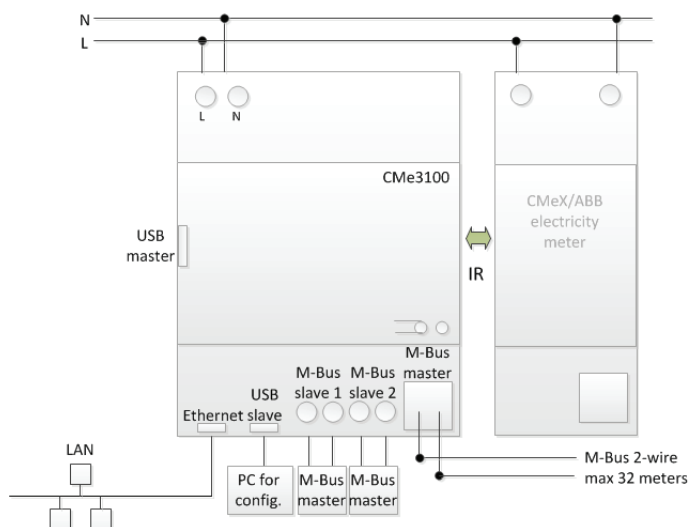 N
L
L N
CMe3100
CMeX/ABB
electricity
meter
USB
master
IR
M-Bus
master
M-Bus
slave 1
M-Bus
slave 2
USB
slave
Ethernet
LAN
PC for
config.
M-Bus
master
M-Bus
master
M-Bus 2-wire
max 32 meters